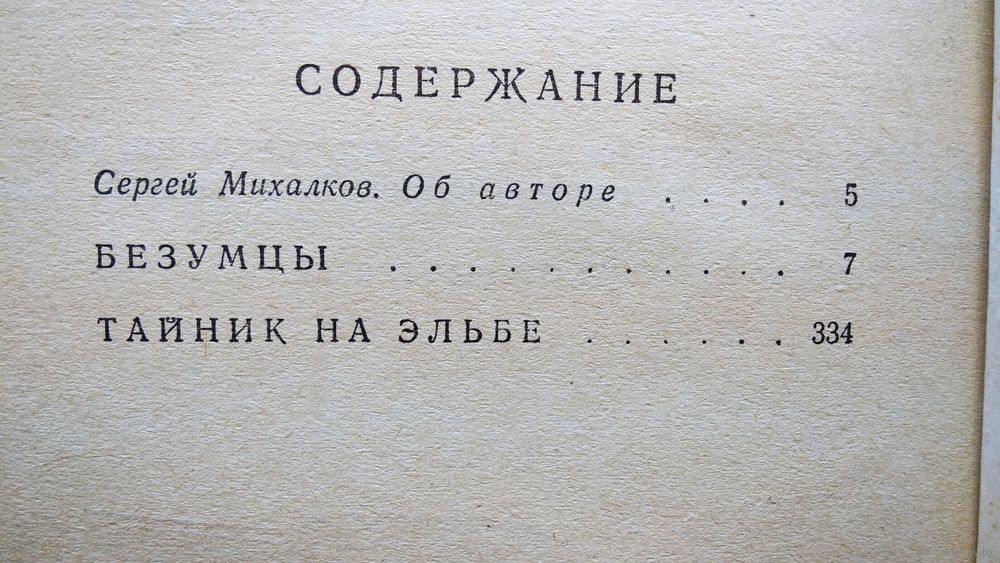 СОДЕРЖАНИЕ
Сергей Михалков. Об авторе . . . . 5
БЕЗУМЦЫ . . . . . . . . . . . 7
ТАЙНИК НА ЭЛЬБЕ . . . . . . 334